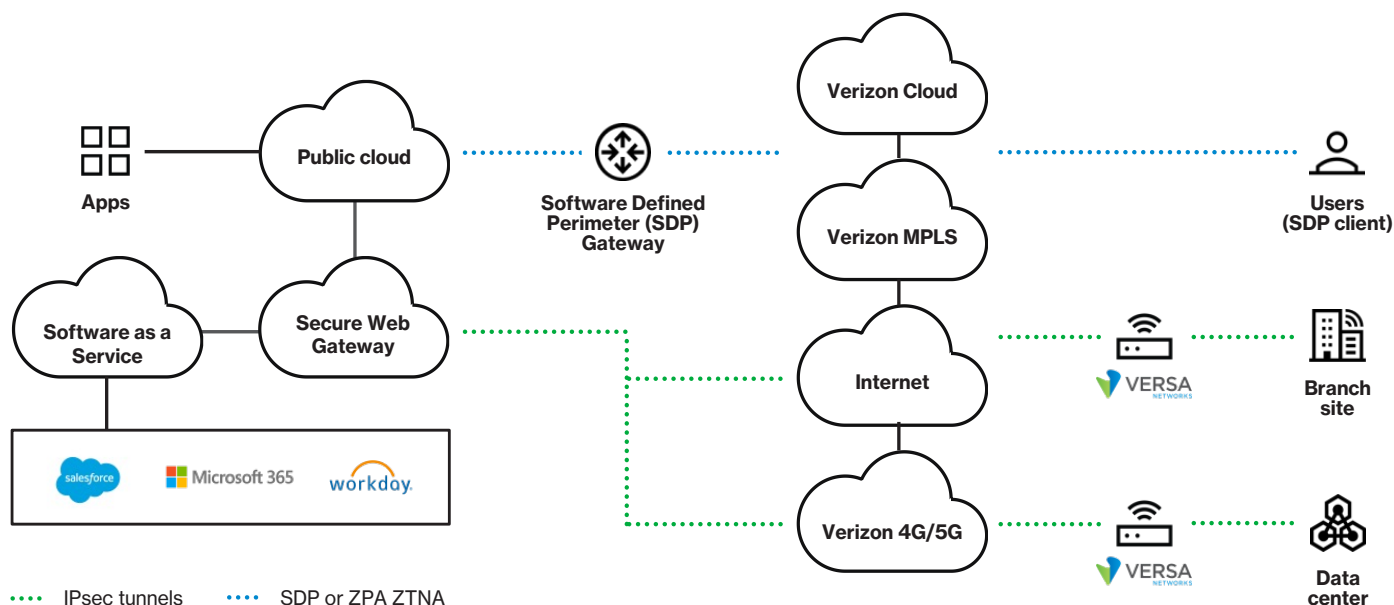 Verizon Cloud
Public cloud
Apps
Software Defined
Perimeter (SDP)
Gateway
Users
(SDP client)
Verizon MPLS
Software as a
Service
Secure Web
Gateway
Internet
VERSA
NETWORKS
Branch
site
salesforce
Microsoft 365
workday.
Verizon 4G/5G
VERSA
NETWORKS
Data
center
IPsec tunnels
SDP or ZPA ZTNA